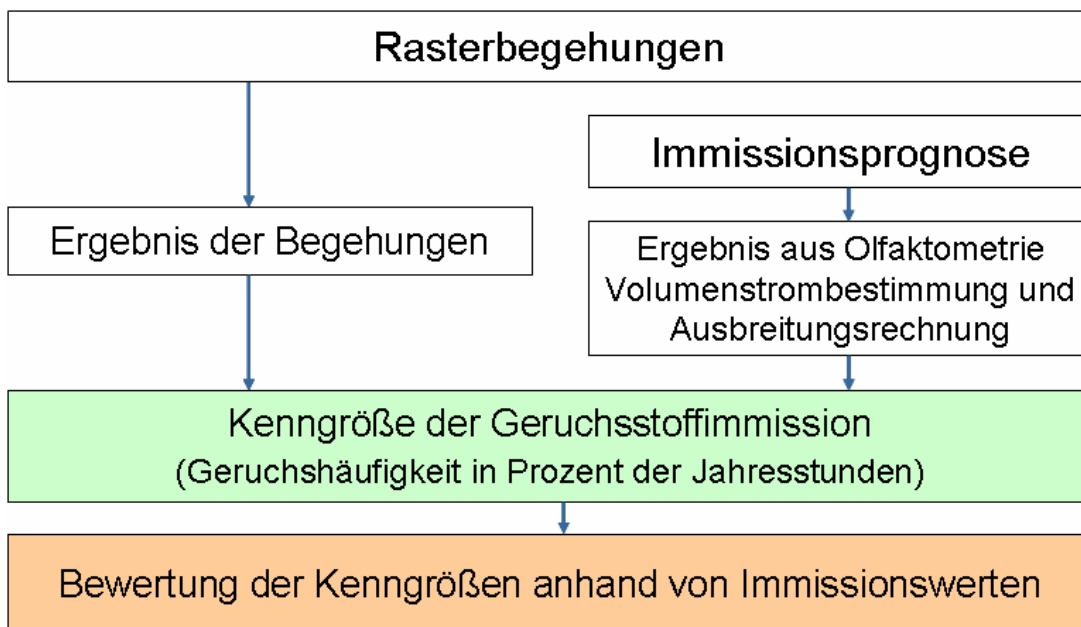 Rasterbegehungen
Immissionsprognose
Ergebnis der Begehungen
Ergebnis aus Olfaktometrie
Volumenstrombestimmung und
Ausbreitungsrechnung
Kenngröße der Geruchsstoffimmission
(Geruchshäufigkeit in Prozent der Jahresstunden)
Bewertung der Kenngrößen anhand von Immissionswerten